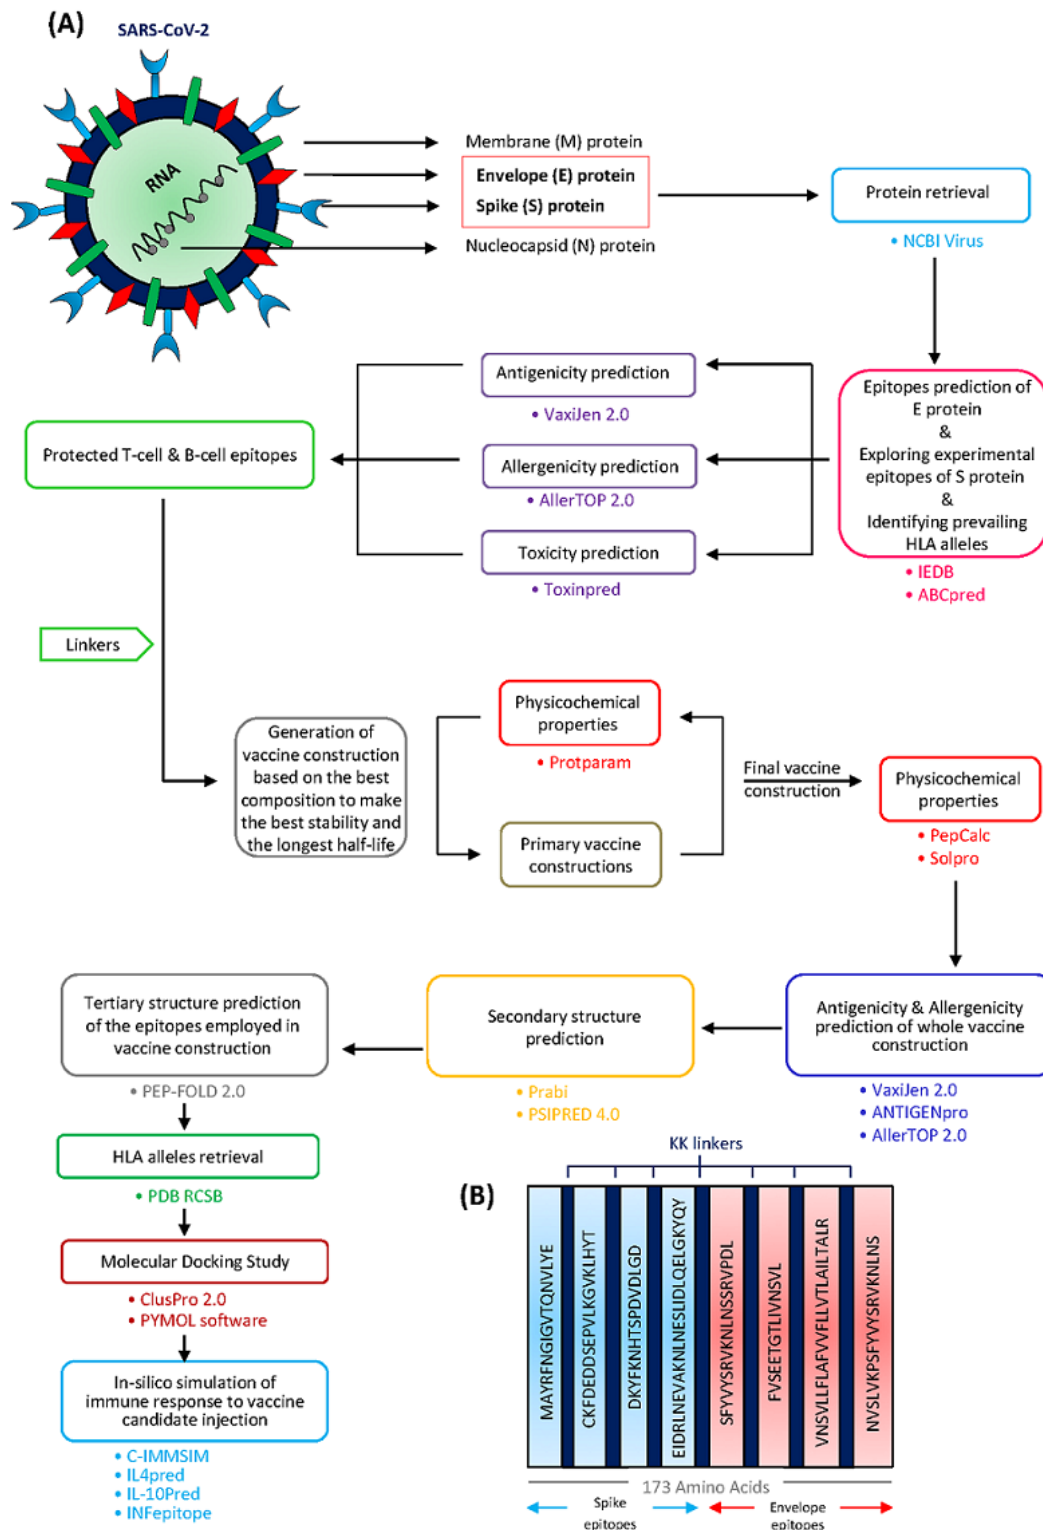 (A)
SARS-CoV-2
RNA
Membrane (M) protein
Envelope (E) protein
Spike (S) protein
Nucleocapsid (N) protein
Protein retrieval
• NCBI Virus
Epitopes prediction of
E protein
&
Exploring experimental
epitopes of S protein
&
Identifying prevailing
HLA alleles
• IEDB
• ABCpred
Antigenicity prediction
• VaxiJen 2.0
Allergenicity prediction
• AllerTOP 2.0
Toxicity prediction
• Toxinpred
Protected T-cell & B-cell epitopes
Linkers
Generation of
vaccine construction
based on the best
composition to make
the best stability and
the longest half-life
Physicochemical
properties
• Protparam
Primary vaccine
constructions
Final vaccine
construction
Physicochemical
properties
• PepCalc
• Solpro
Antigenicity & Allergenicity
prediction of whole vaccine
construction
• VaxiJen 2.0
• ANTIGENpro
• AllerTOP 2.0
Secondary structure
prediction
• Prabi
• PSIPRED 4.0
Tertiary structure prediction
of the epitopes employed in
vaccine construction
• PEP-FOLD 2.0
HLA alleles retrieval
• PDB RCSB
Molecular Docking Study
• ClusPro 2.0
• PYMOL software
In-silico simulation of
immune response to vaccine
candidate injection
• C-IMMSIM
• IL4pred
• IL-10Pred
• INFepitope
(B)
KK linkers
MAYRFNGIGVTQNVLYE
CKFDEDDSEPVLKGVKLHYT
DKYFKNHTSPDVDLGD
EIDRLNEVAKNLNESLIDLQELGKYQY
SFYVYSRVKNLNSSRVPDL
FVSEETGTLIVNSVL
VNSVLLFLAFVVFLLVTLAILTALR
NVSLVKPSFYVYSRVKNLNS
173 Amino Acids
Spike
epitopes
Envelope
epitopes